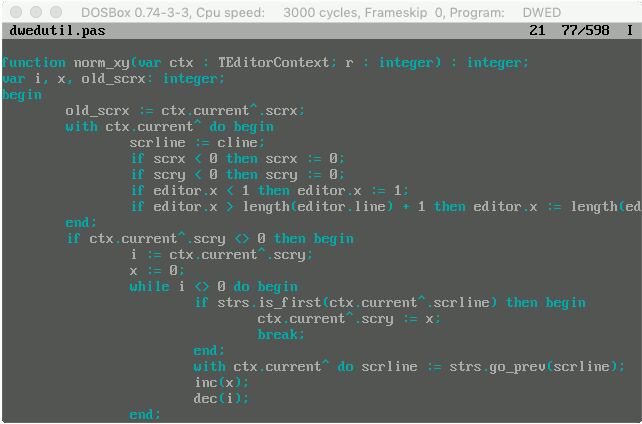 DOSBox 0.74-3-3, Cpu speed:    3000 cycles, Frameskip  0, Program:    DWED
dwedutil.pas 21 77/598 I
function norm_xy(var ctx : TEditorContext; r : integer) : integer;
var i, x, old_scrx: integer;
begin
        old_scrx := ctx.current^.scrx;
        with ctx.current^ do begin
                scrline := cline;
                if scrx < 0 then scrx := 0;
                if scry < 0 then scry := 0;
                if editor.x < 1 then editor.x := 1;
                if editor.x > length(editor.line) + 1 then editor.x := length(ed
        end;
        if ctx.current^.scry <> 0 then begin
                i := ctx.current^.scry;
                x := 0;
                while i <> 0 do begin
                        if strs.is_first(ctx.current^.scrline) then begin
                                ctx.current^.scry := x;
                                break;
                        end;
                        with ctx.current^ do scrline := strs.go_prev(scrline);
                        inc(x);
                        dec(i);
                end;